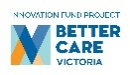 INNOVATION FUND PROJECT
BETTER
CARE
VICTORIA